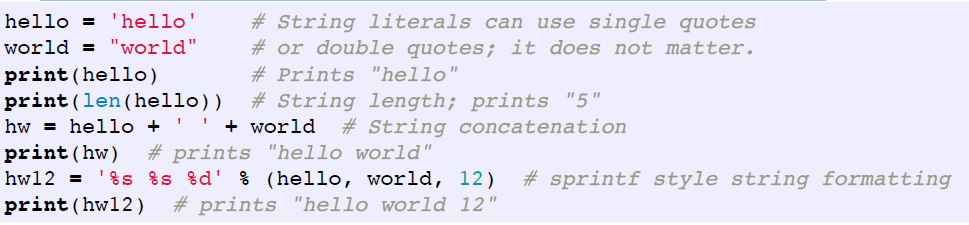 hello = 'hello'    # String literals can use single quotes
world = "world"    # or double quotes; it does not matter.
print(hello)       # Prints "hello"
print(len(hello))  # String length; prints "5"
hw = hello + ' ' + world  # String concatenation
print(hw)  # prints "hello world"
hw12 = '%s %s %d' % (hello, world, 12)  # sprintf style string formatting
print(hw12)  # prints "hello world 12"